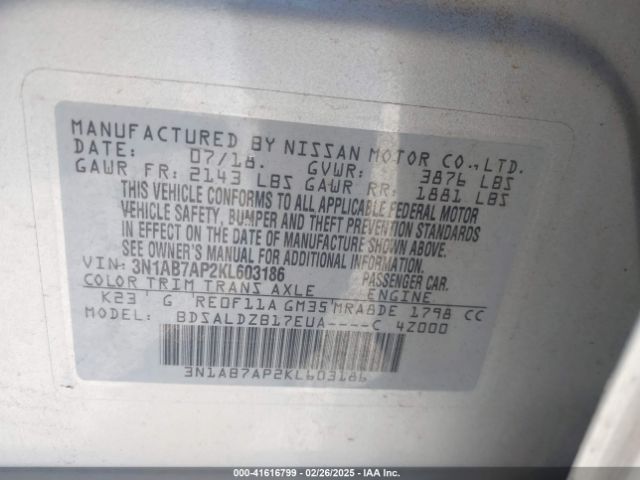 MANUFACTURED BY NISSAN MOTOR CO.,LTD.
DATE: 07/18. GVWR: 3876 LBS
GAWR FR: 2143 LBS GAWR RR: 1881 LBS
THIS VEHICLE CONFORMS TO ALL APPLICABLE FEDERAL MOTOR
VEHICLE SAFETY, BUMPER AND THEFT PREVENTION STANDARDS
IN EFFECT ON THE DATE OF MANUFACTURE SHOWN ABOVE.
SEE OWNER'S MANUAL FOR ADDITIONAL INFORMATION
VIN: 3N1AB7AP2KL603186 PASSENGER CAR.
COLOR TRIM TRANS AXLE ENGINE
K23 G RE0F11A GM35 MRA8DE 1798 CC
MODEL: BDSALDZB17EUA----C 4Z000
3N1AB7AP2KL603186
000-41616799 — 02/26/2025 — IAA Inc.